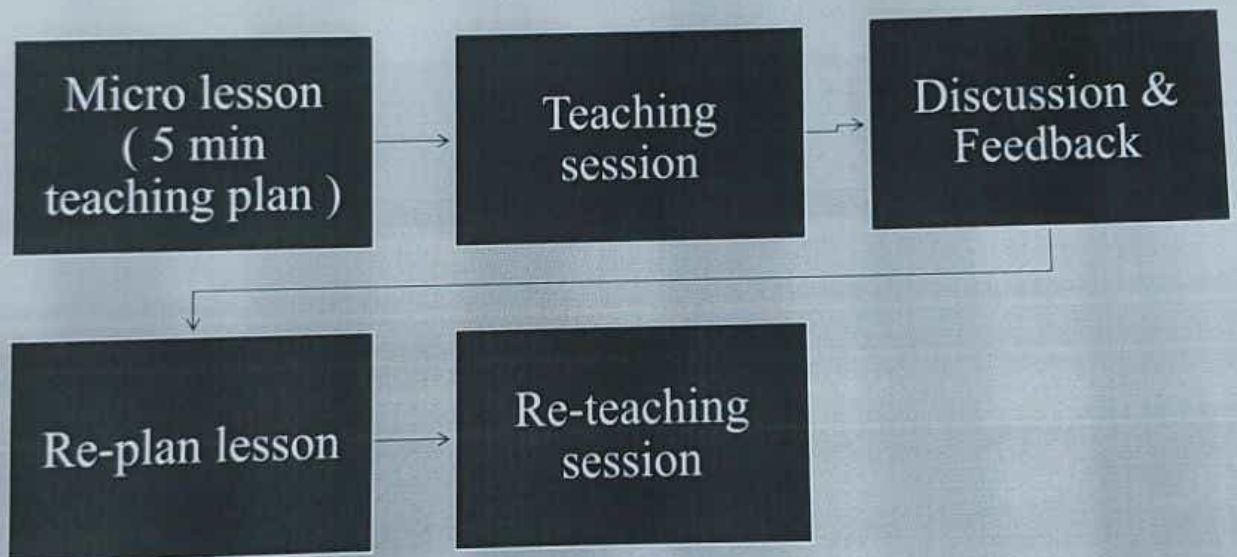 Micro lesson
( 5 min
teaching plan )
Teaching
session
Discussion &
Feedback
Re-plan lesson
Re-teaching
session